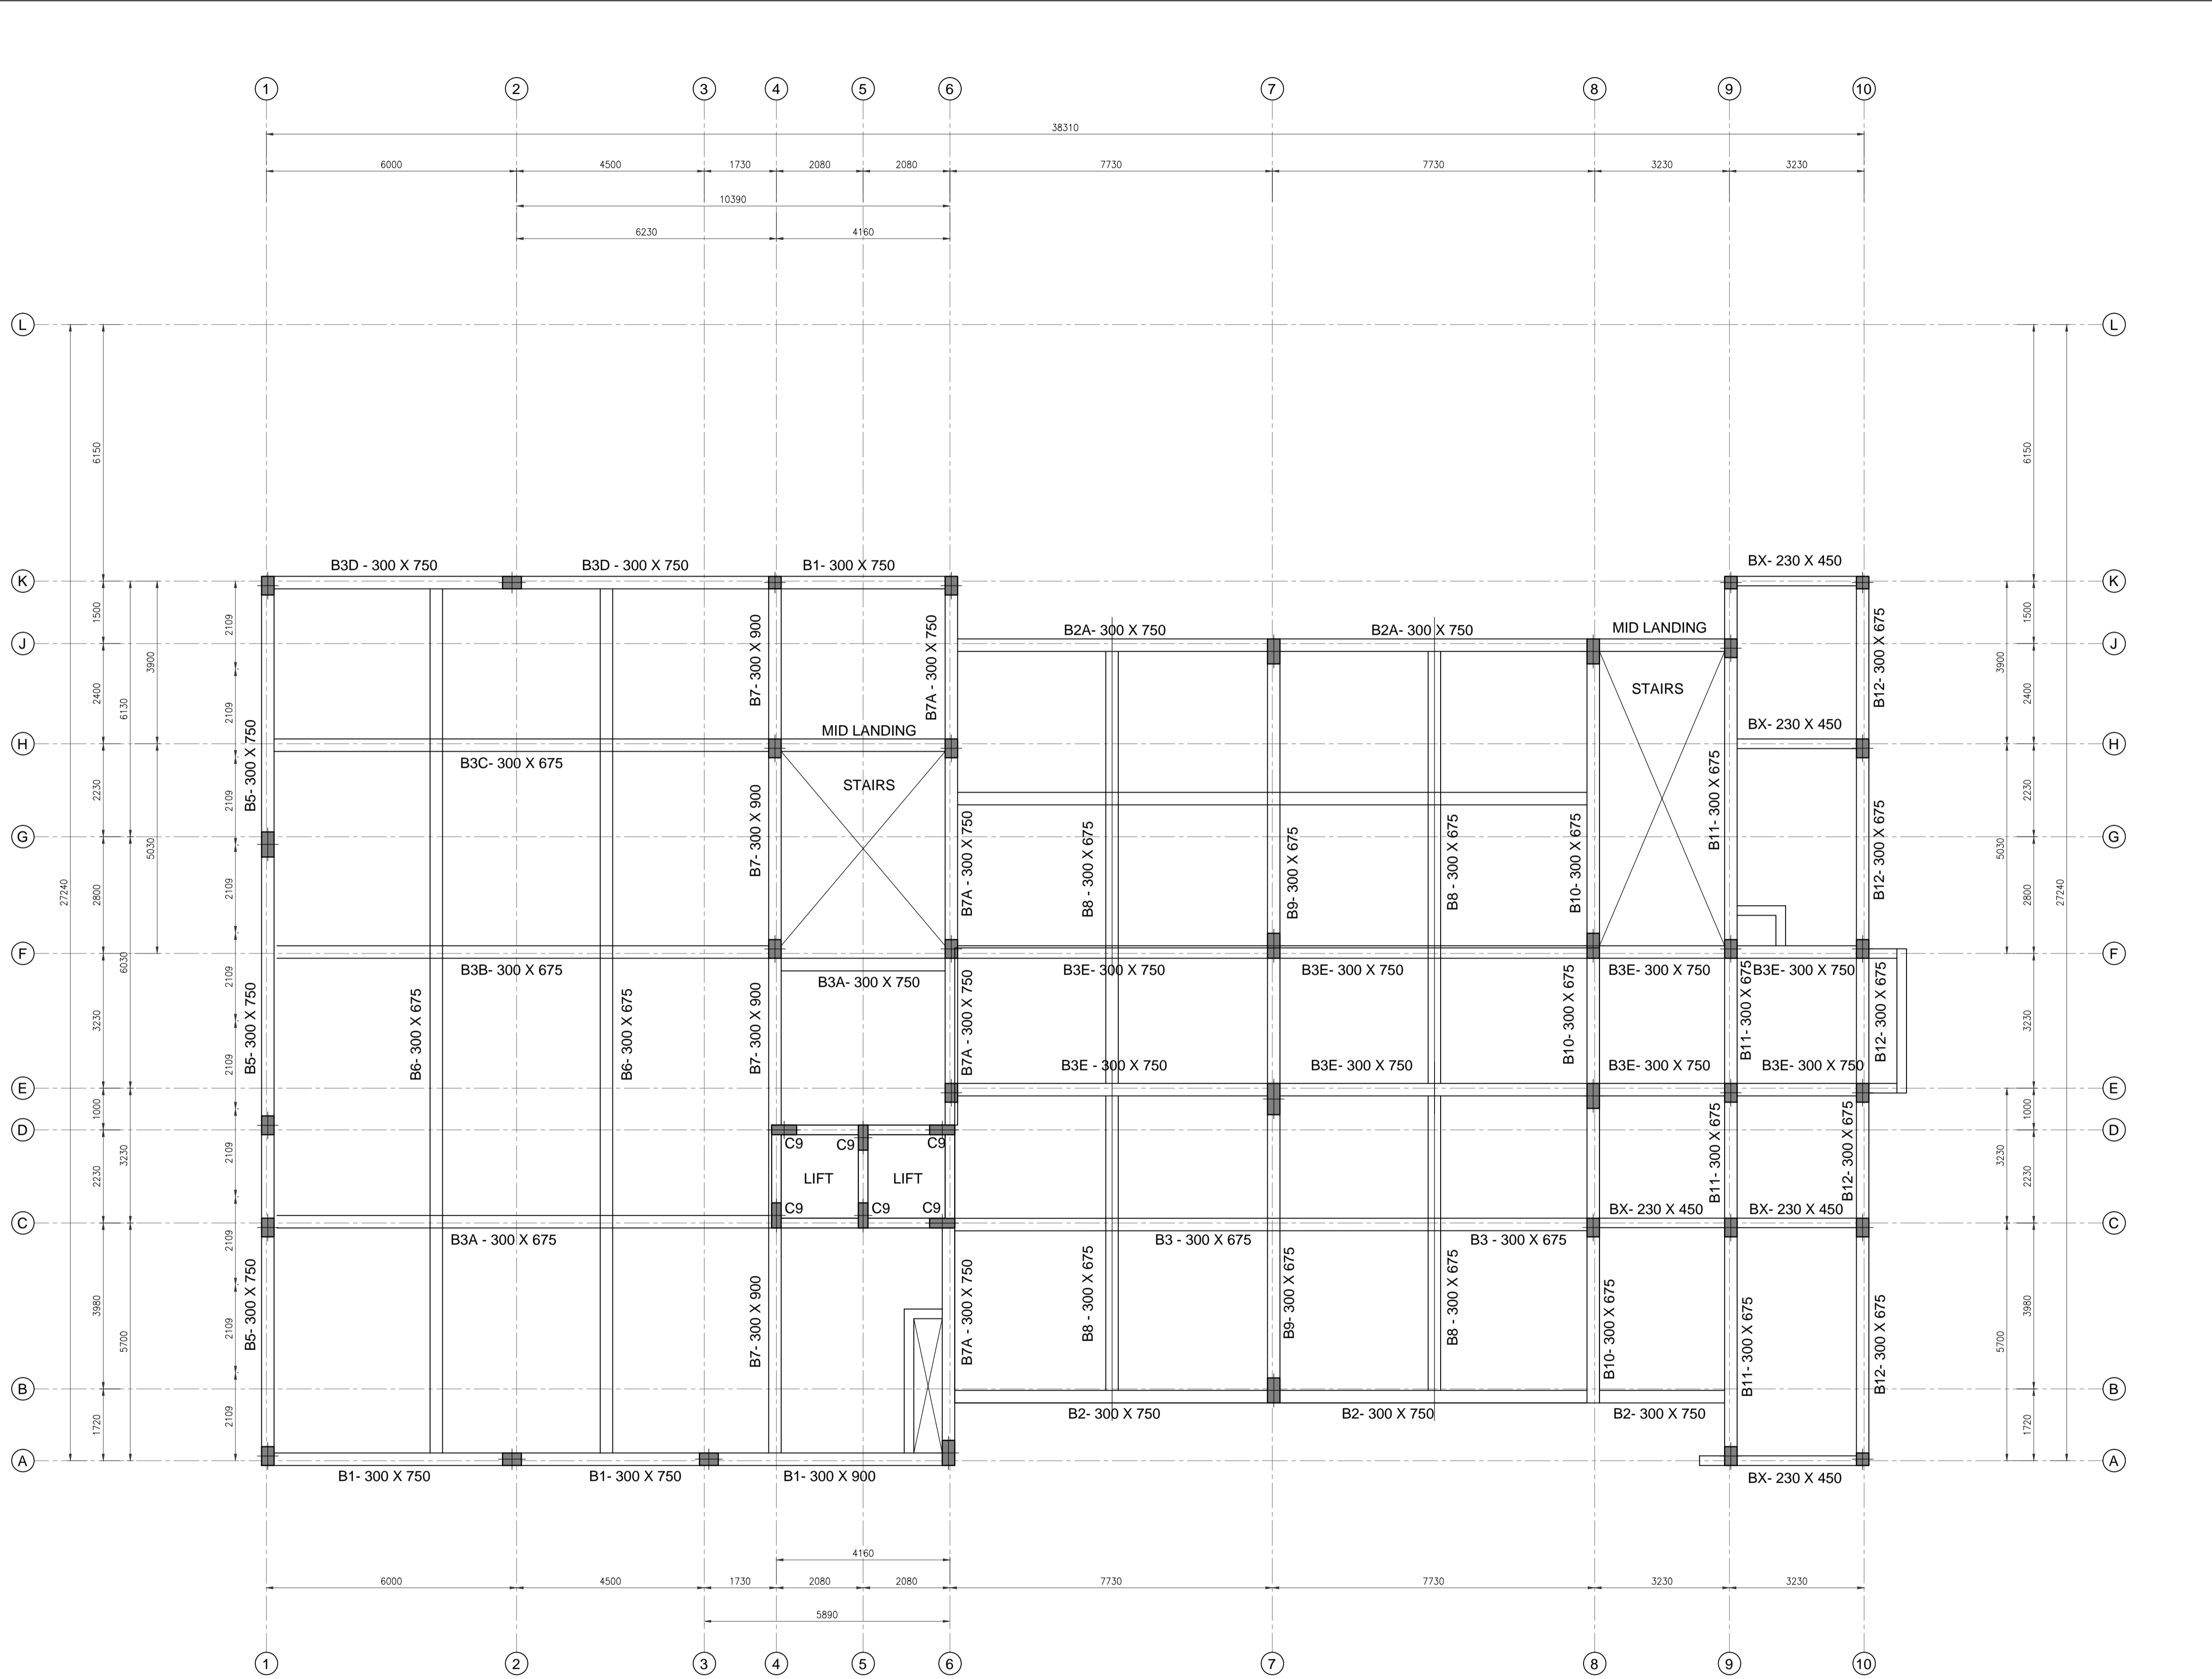 1 2 3 4 5 6 7 8 9 10
38310
6000 4500 1730 2080 2080 7730 7730 3230 3230
10390
6230 4160
L L
6150 6150
27240 27240
K K
B3D - 300 X 750 B3D - 300 X 750 B1- 300 X 750 BX- 230 X 450
1500 2109 1500
B7- 300 X 900 B7A - 300 X 750 B12- 300 X 675
B2A- 300 X 750 B2A- 300 X 750 MID LANDING
J J
3900 3900
2400 6130 2109 2400
STAIRS
MID LANDING BX- 230 X 450
H H
B5- 300 X 750
B3C- 300 X 675
STAIRS
2230 2109 2230
B7- 300 X 900 B11- 300 X 675
G G
5030 5030
B7A - 300 X 750 B8 - 300 X 675 B9- 300 X 675 B8 - 300 X 675 B10- 300 X 675 B12- 300 X 675
2800 2109 2800
F F
B3B- 300 X 675 B3E- 300 X 750 B3E- 300 X 750 B3E- 300 X 750 B3E- 300 X 750
B3A- 300 X 750
6030 2109
3230 2109 3230
B5- 300 X 750 B6- 300 X 675 B6- 300 X 675 B7- 300 X 900 B7A - 300 X 750 B10- 300 X 675 B11- 300 X 675 B12- 300 X 675
B3E - 300 X 750 B3E- 300 X 750 B3E- 300 X 750 B3E- 300 X 750
E E
1000 1000
D D
C9 C9 C9
3230 2109 3230
2230 2230
LIFT LIFT
B11- 300 X 675 B12- 300 X 675
C9 C9 C9 BX- 230 X 450 BX- 230 X 450
C C
B3A - 300 X 675 B3 - 300 X 675 B3 - 300 X 675
2109
B5- 300 X 750 B7- 300 X 900 B7A - 300 X 750 B8 - 300 X 675 B9- 300 X 675 B8 - 300 X 675 B10- 300 X 675 B11- 300 X 675 B12- 300 X 675
3980 5700 2109 3980 5700
B B
B2- 300 X 750 B2- 300 X 750 B2- 300 X 750
1720 2109 1720
A A
B1- 300 X 750 B1- 300 X 750 B1- 300 X 900 BX- 230 X 450
4160
6000 4500 1730 2080 2080 7730 7730 3230 3230
5890
1 2 3 4 5 6 7 8 9 10